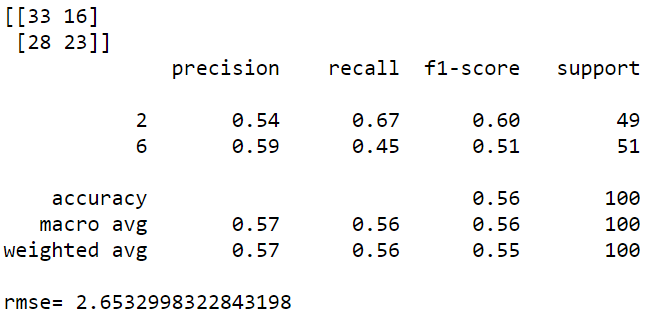 [[33 16]
[28 23]]
precision recall f1-score support
2 0.54 0.67 0.60 49
6 0.59 0.45 0.51 51
accuracy 0.56 100
macro avg 0.57 0.56 0.56 100
weighted avg 0.57 0.56 0.55 100
rmse= 2.6532998322843198